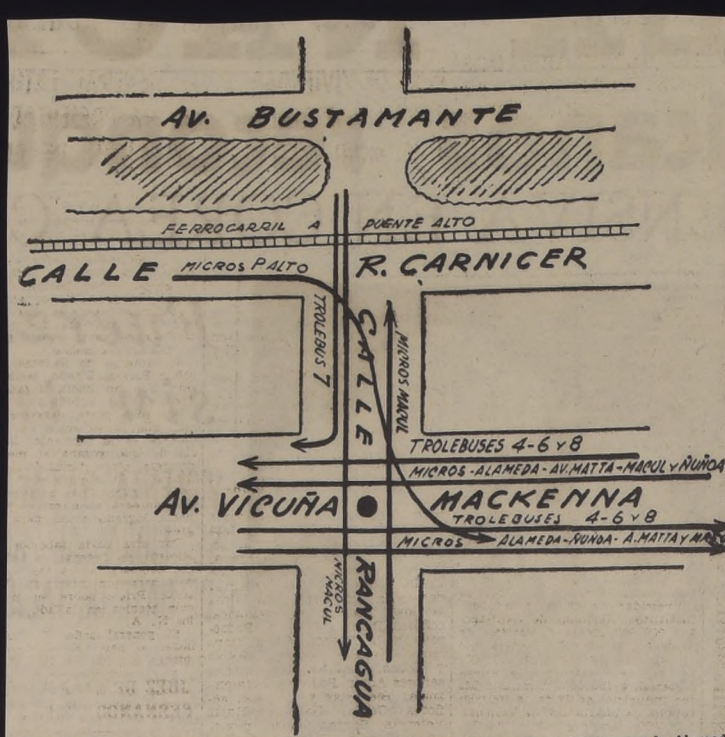 AV. BUSTAMANTE
FERROCARRIL A PUENTE ALTO
CALLE MICROS P ALTO R. CARNICER
TROLEBUS 7
CALLE
MICROS MACUL
TROLEBUSES 4-6 Y 8
MICROS-ALAMEDA-AV.MATTA-MACUL Y ÑUÑOA
AV. VICUÑA MACKENNA
TROLEBUSES 4-6 Y 8
MICROS ALAMEDA-ÑUÑOA-A.MATTA Y
MICROS
MACUL
RANCAGUA